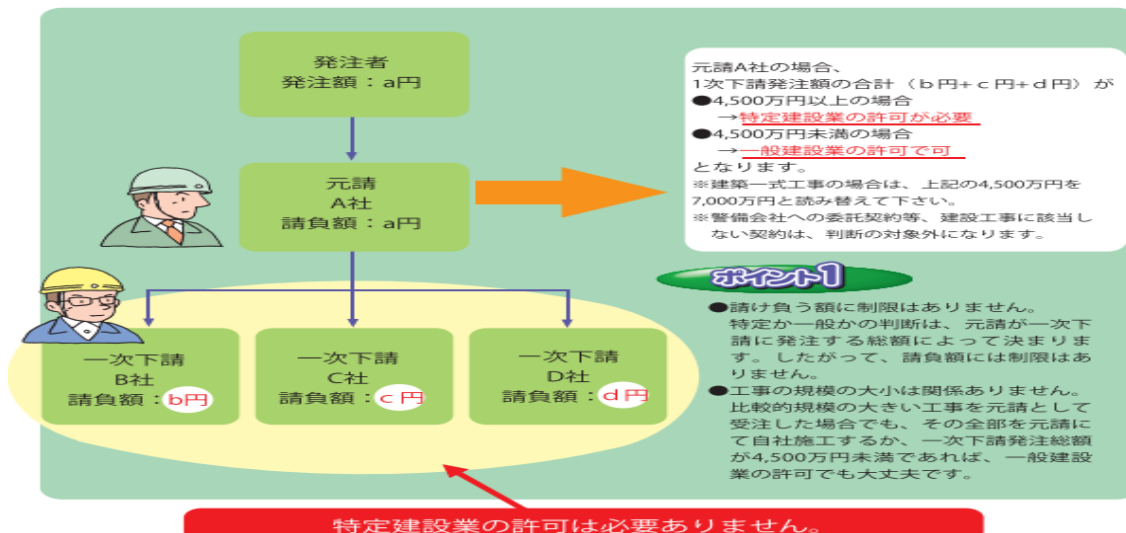 発注者
発注額：a円
元請
A社
請負額：a円
元請A社の場合、
1次下請発注額の合計（b円+c円+d円）が
●4,500万円以上の場合
→特定建設業の許可が必要
●4,500万円未満の場合
→一般建設業の許可で可
となります。
※建築一式工事の場合は、上記の4,500万円を
7,000万円と読み替えて下さい。
※警備会社への委託契約等、建設工事に該当し
ない契約は、判断の対象外になります。
一次下請
B社
請負額：b円
一次下請
C社
請負額：c円
一次下請
D社
請負額：d円
ポイント1
●請け負う額に制限はありません。
特定か一般かの判断は、元請が一次下
請に発注する総額によって決まりま
す。したがって、請負額には制限はあ
りません。
●工事の規模の大小は関係ありません。
比較的規模の大きい工事を元請として
受注した場合でも、その全部を元請に
て自社施工するか、一次下請発注総額
が4,500万円未満であれば、一般建設
業の許可でも大丈夫です。
特定建設業の許可は必要ありません。